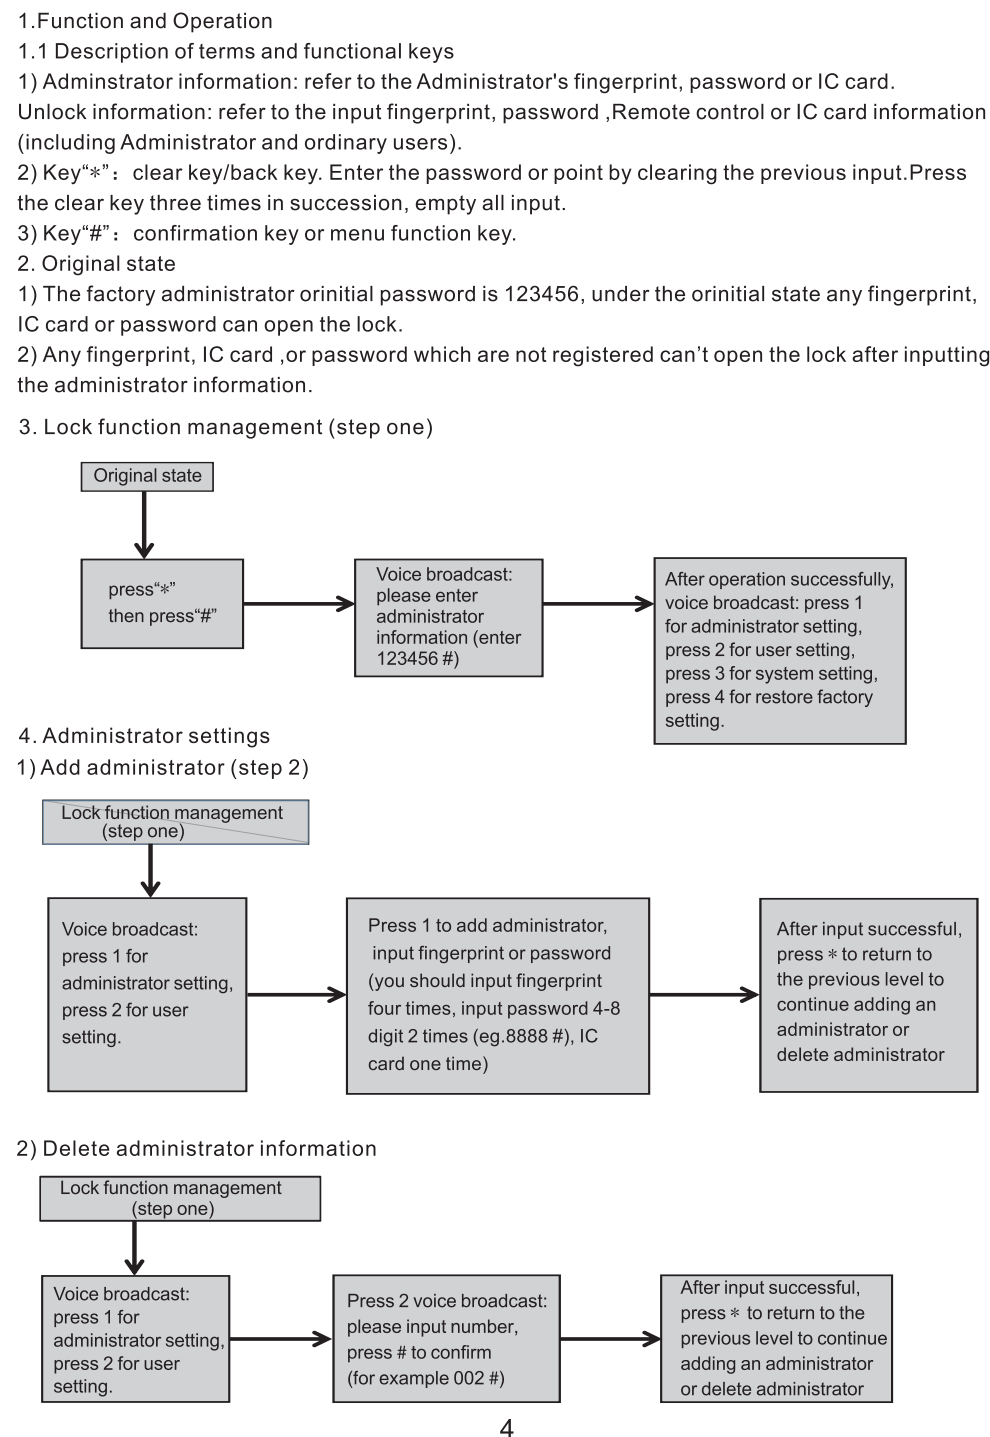 1.Function and Operation
1.1 Description of terms and functional keys
1) Adminstrator information: refer to the Administrator's fingerprint, password or IC card.
Unlock information: refer to the input fingerprint, password ,Remote control or IC card information
(including Administrator and ordinary users).
2) Key“*”：clear key/back key. Enter the password or point by clearing the previous input.Press
the clear key three times in succession, empty all input.
3) Key“#”：confirmation key or menu function key.
2. Original state
1) The factory administrator orinitial password is 123456, under the orinitial state any fingerprint,
IC card or password can open the lock.
2) Any fingerprint, IC card ,or password which are not registered can’t open the lock after inputting
the administrator information.
3. Lock function management (step one)
Original state
press“*”
then press“#”
Voice broadcast:
please enter
administrator
information (enter
123456 #)
After operation successfully,
voice broadcast: press 1
for administrator setting,
press 2 for user setting,
press 3 for system setting,
press 4 for restore factory
setting.
4. Administrator settings
1) Add administrator (step 2)
Lock function management
(step one)
Voice broadcast:
press 1 for
administrator setting,
press 2 for user
setting.
Press 1 to add administrator,
input fingerprint or password
(you should input fingerprint
four times, input password 4-8
digit 2 times (eg.8888 #), IC
card one time)
After input successful,
press * to return to
the previous level to
continue adding an
administrator or
delete administrator
2) Delete administrator information
Lock function management
(step one)
Voice broadcast:
press 1 for
administrator setting,
press 2 for user
setting.
Press 2 voice broadcast:
please input number,
press # to confirm
(for example 002 #)
After input successful,
press * to return to the
previous level to continue
adding an administrator
or delete administrator
4